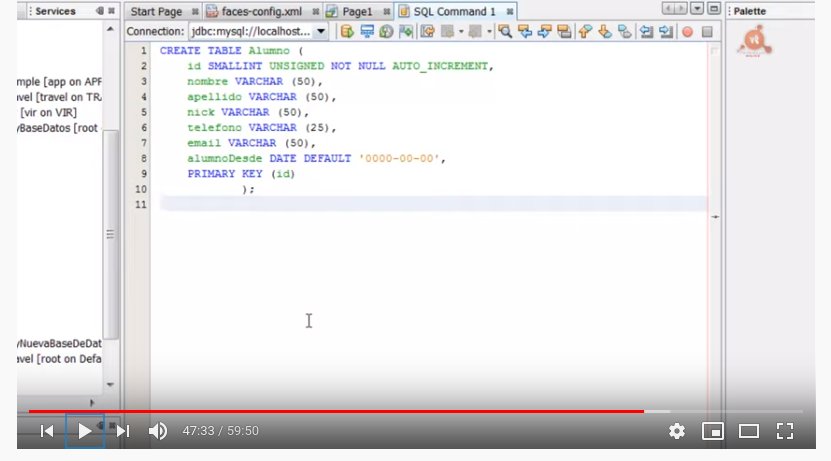 Services
Start Page
faces-config.xml
Page1
SQL Command 1
Palette
Connection: jdbc:mysql://localhost...
mple [app on APP
avel [travel on TRA
[vir on VIR]
yBaseDatos [root
yNuevaBaseDeDat
avel [root on Defa
1 CREATE TABLE Alumno (
2 id SMALLINT UNSIGNED NOT NULL AUTO_INCREMENT,
3 nombre VARCHAR (50),
4 apellido VARCHAR (50),
5 nick VARCHAR (50),
6 telefono VARCHAR (25),
7 email VARCHAR (50),
8 alumnoDesde DATE DEFAULT '0000-00-00',
9 PRIMARY KEY (id)
10 );
11
47:33 / 59:50